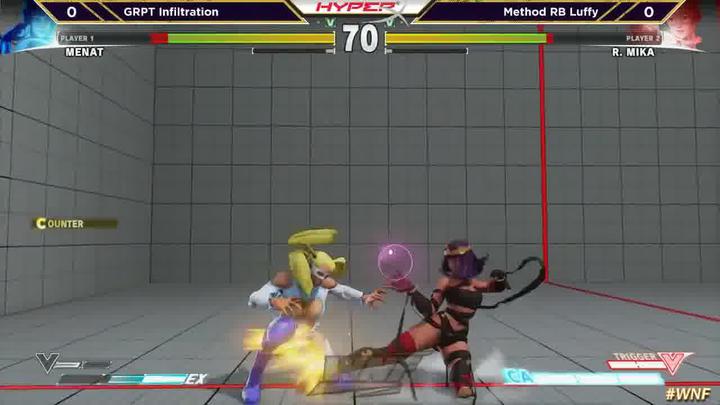 0 GRPT Infiltration HYPER Method RB Luffy 0
PLAYER 1 V 70 V PLAYER 2
MENAT R. MIKA
COUNTER
V TRIGGER V
EX CA
#WNF